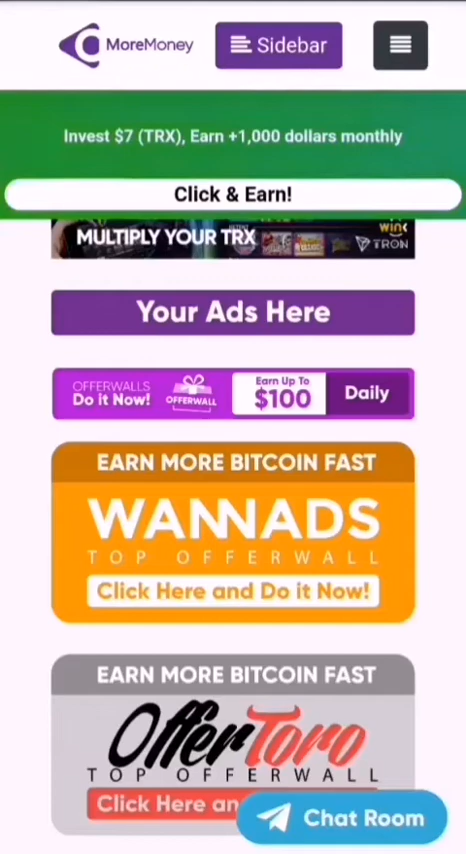 MoreMoney
Sidebar
Invest $7 (TRX), Earn +1,000 dollars monthly
Click & Earn!
MULTIPLY YOUR TRX
WINk
TRON
Your Ads Here
OFFERWALLS
Do it Now!
OFFERWALL
Earn Up To
$100
Daily
EARN MORE BITCOIN FAST
WANNADS
TOP OFFERWALL
Click Here and Do it Now!
EARN MORE BITCOIN FAST
OfferToro
TOP OFFERWALL
Click Here an
Chat Room